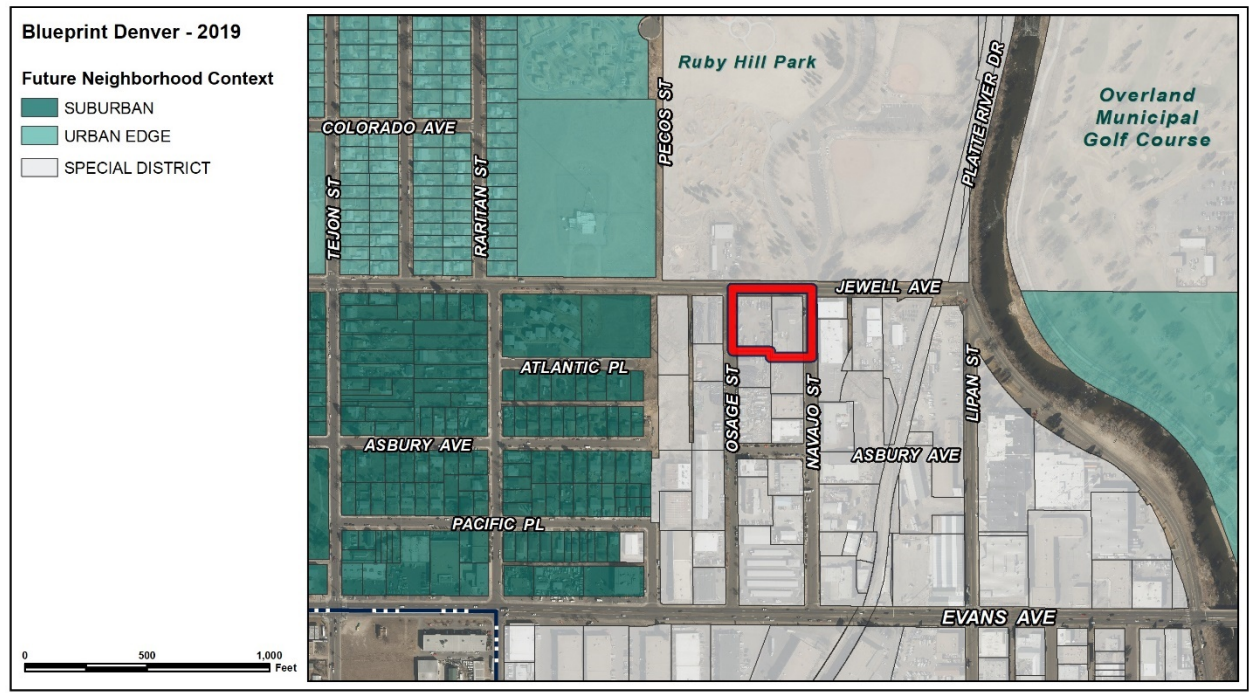 Blueprint Denver - 2019
Future Neighborhood Context
SUBURBAN
URBAN EDGE
SPECIAL DISTRICT
0 500 1,000
Feet
Ruby Hill Park
Overland
Municipal
Golf Course
COLORADO AVE
TEJON ST
RARITAN ST
PECOS ST
PLATTE RIVER DR
JEWELL AVE
ATLANTIC PL
OSAGE ST
NAVAJO ST
LIPAN ST
ASBURY AVE
ASBURY AVE
PACIFIC PL
EVANS AVE